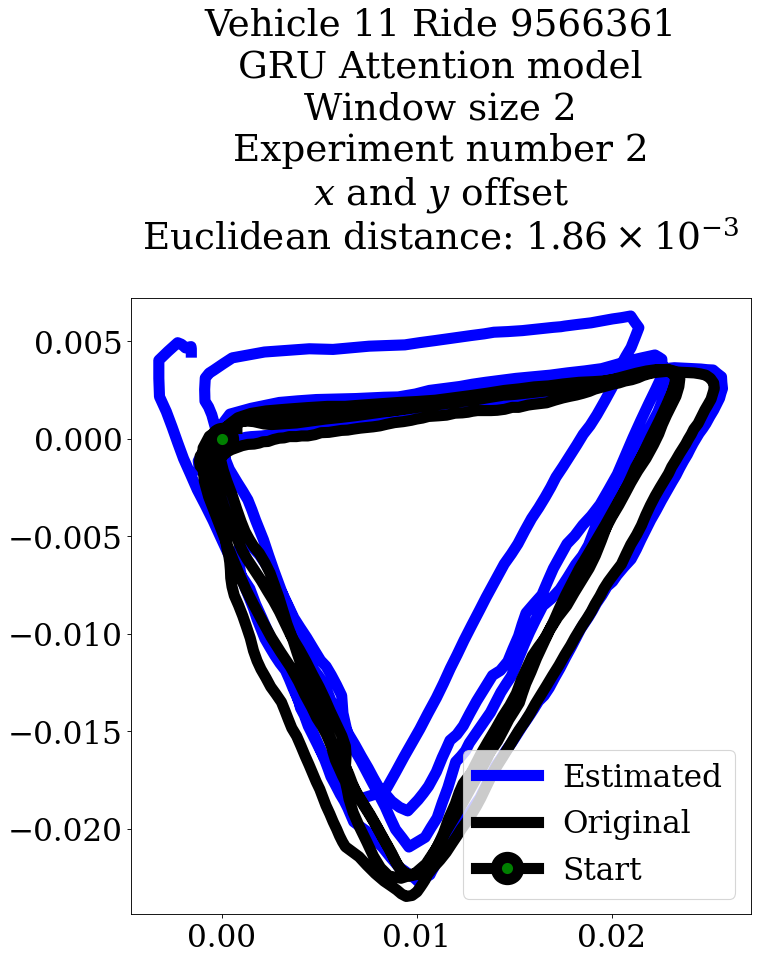 Vehicle 11 Ride 9566361
GRU Attention model
Window size 2
Experiment number 2
x and y offset
Euclidean distance: 1.86 × 10⁻³
0.005
0.000
−0.005
−0.010
−0.015
−0.020
Estimated
Original
Start
0.00 0.01 0.02